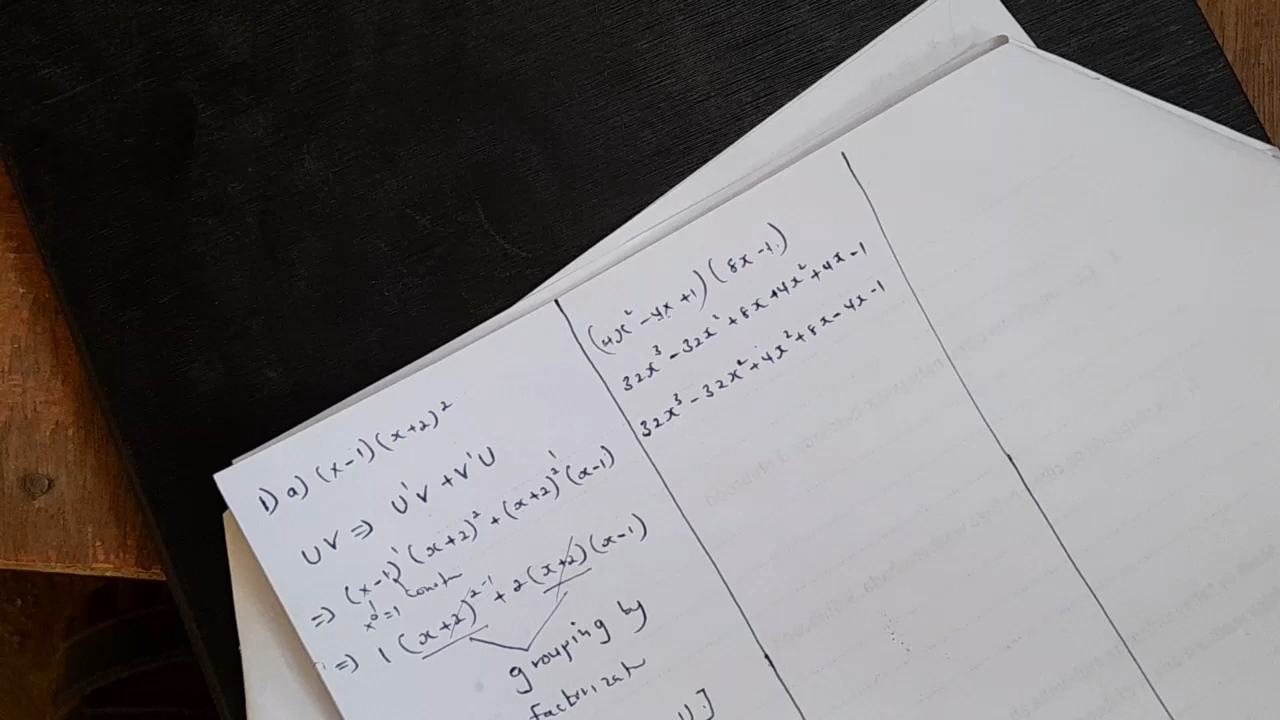 1) a) (x-1)(x+2)²
UV ⇒ U'V + V'U
⇒ (x-1)' (x+2)² + (x+2)²' (x-1)
x⁰=1 const
⇒ 1 (x+2)²⁻¹ + 2 (x+2) (x-1)
grouping by
(4x² - 4x + 1) (8x - 1)
32x³ - 32x² + 8x + 4x² + 4x - 1
32x³ - 32x² + 4x² + 8x - 4x - 1